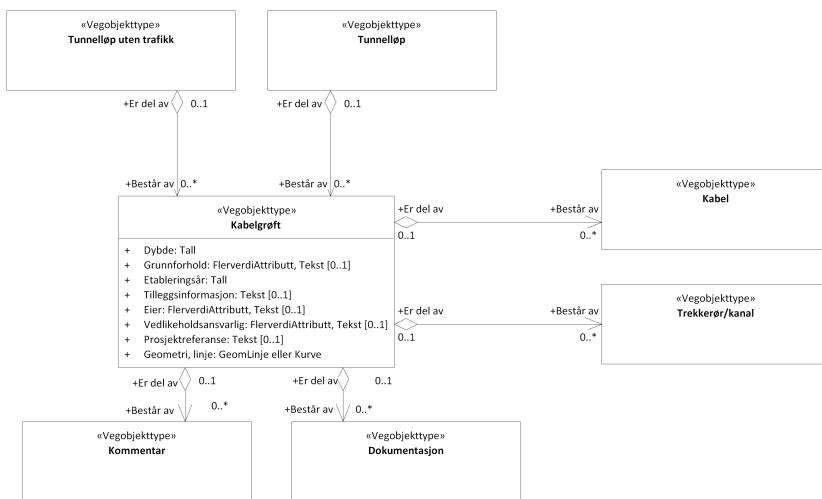 «Vegobjekttype»
Tunnelløp uten trafikk
«Vegobjekttype»
Tunnelløp
+Er del av 0..1
+Er del av 0..1
+Består av 0..*
+Består av 0..*
«Vegobjekttype»
Kabelgrøft
+ Dybde: Tall
+ Grunnforhold: FlerverdiAttributt, Tekst [0..1]
+ Etableringsår: Tall
+ Tilleggsinformasjon: Tekst [0..1]
+ Eier: FlerverdiAttributt, Tekst [0..1]
+ Vedlikeholdsansvarlig: FlerverdiAttributt, Tekst [0..1]
+ Prosjektreferanse: Tekst [0..1]
+ Geometri, linje: GeomLinje eller Kurve
+Er del av
0..1
+Består av
0..*
«Vegobjekttype»
Kabel
+Er del av
0..1
+Består av
0..*
«Vegobjekttype»
Trekkerør/kanal
+Er del av 0..1
+Er del av 0..1
+Består av 0..*
+Består av 0..*
«Vegobjekttype»
Kommentar
«Vegobjekttype»
Dokumentasjon